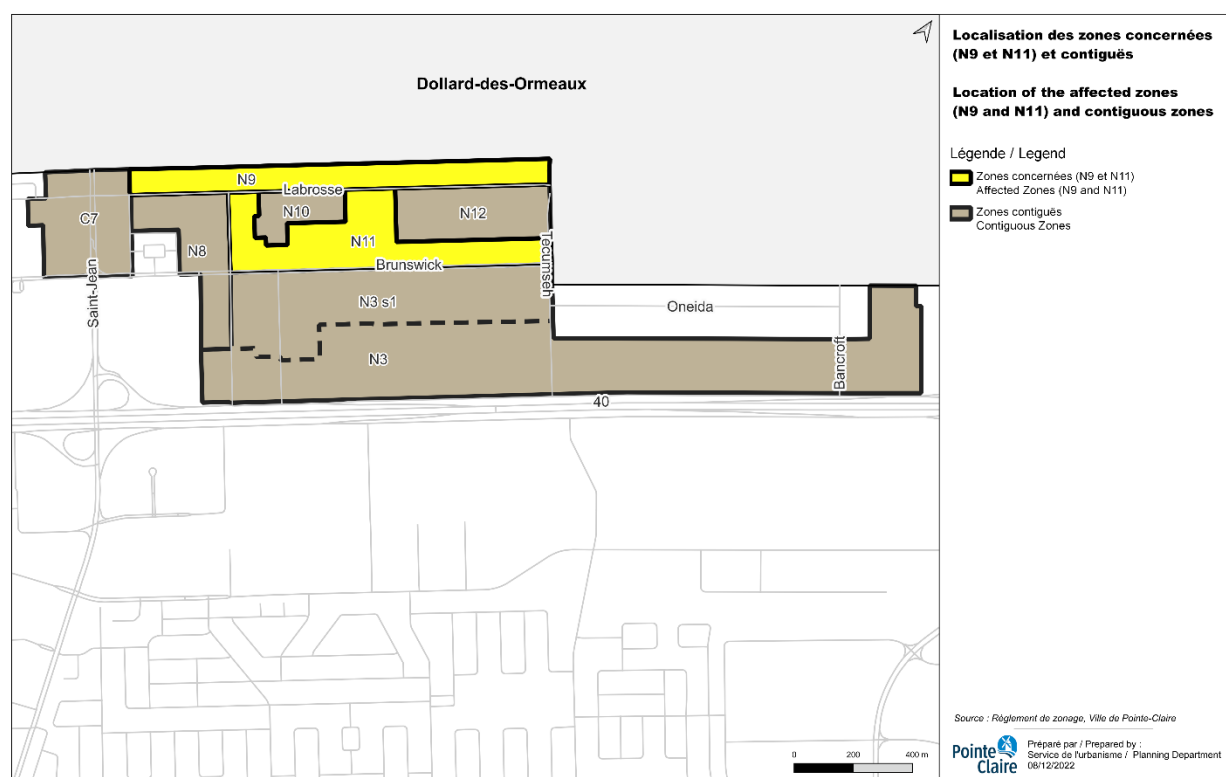 Dollard-des-Ormeaux
N9
Labrosse
N10
N12
C7
N8
N11
Brunswick
Tecumseh
Saint-Jean
N3 s1
Oneida
N3
Bancroft
40
Localisation des zones concernées
(N9 et N11) et contiguës
Location of the affected zones
(N9 and N11) and contiguous zones
Légende / Legend
Zones concernées (N9 et N11)
Affected Zones (N9 and N11)
Zones contiguës
Contiguous Zones
Source : Règlement de zonage, Ville de Pointe-Claire
0 200 400 m
Pointe
Claire
Préparé par / Prepared by :
Service de l'urbanisme / Planning Department
08/12/2022